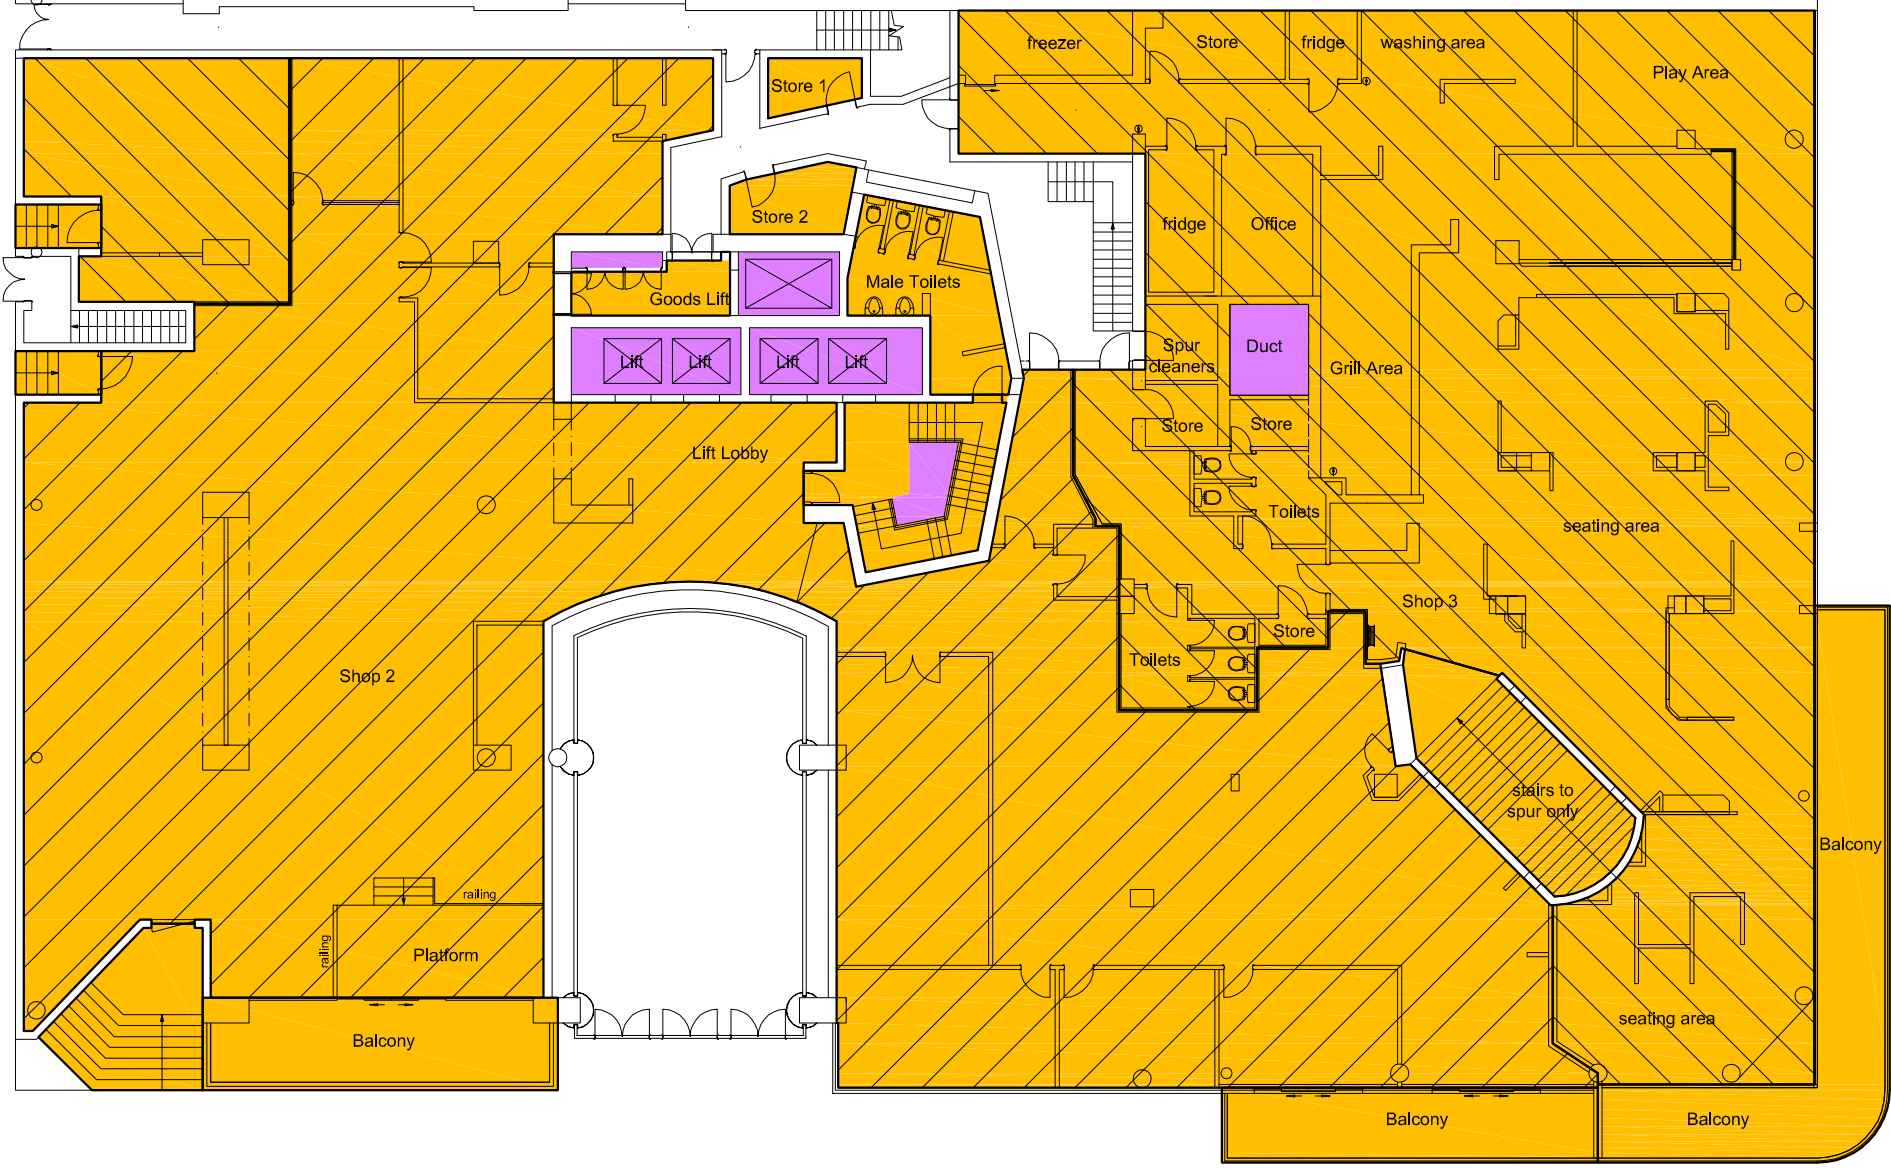 freezer
Store
fridge
washing area
Play Area
Store 1
Store 2
fridge
Office
Male Toilets
Goods Lift
Lift
Lift
Lift
Lift
Spur
cleaners
Duct
Grill Area
Store
Store
Lift Lobby
Toilets
seating area
Shop 3
Store
Toilets
Shop 2
stairs to
spur only
Balcony
railing
railing
Platform
seating area
Balcony
Balcony
Balcony